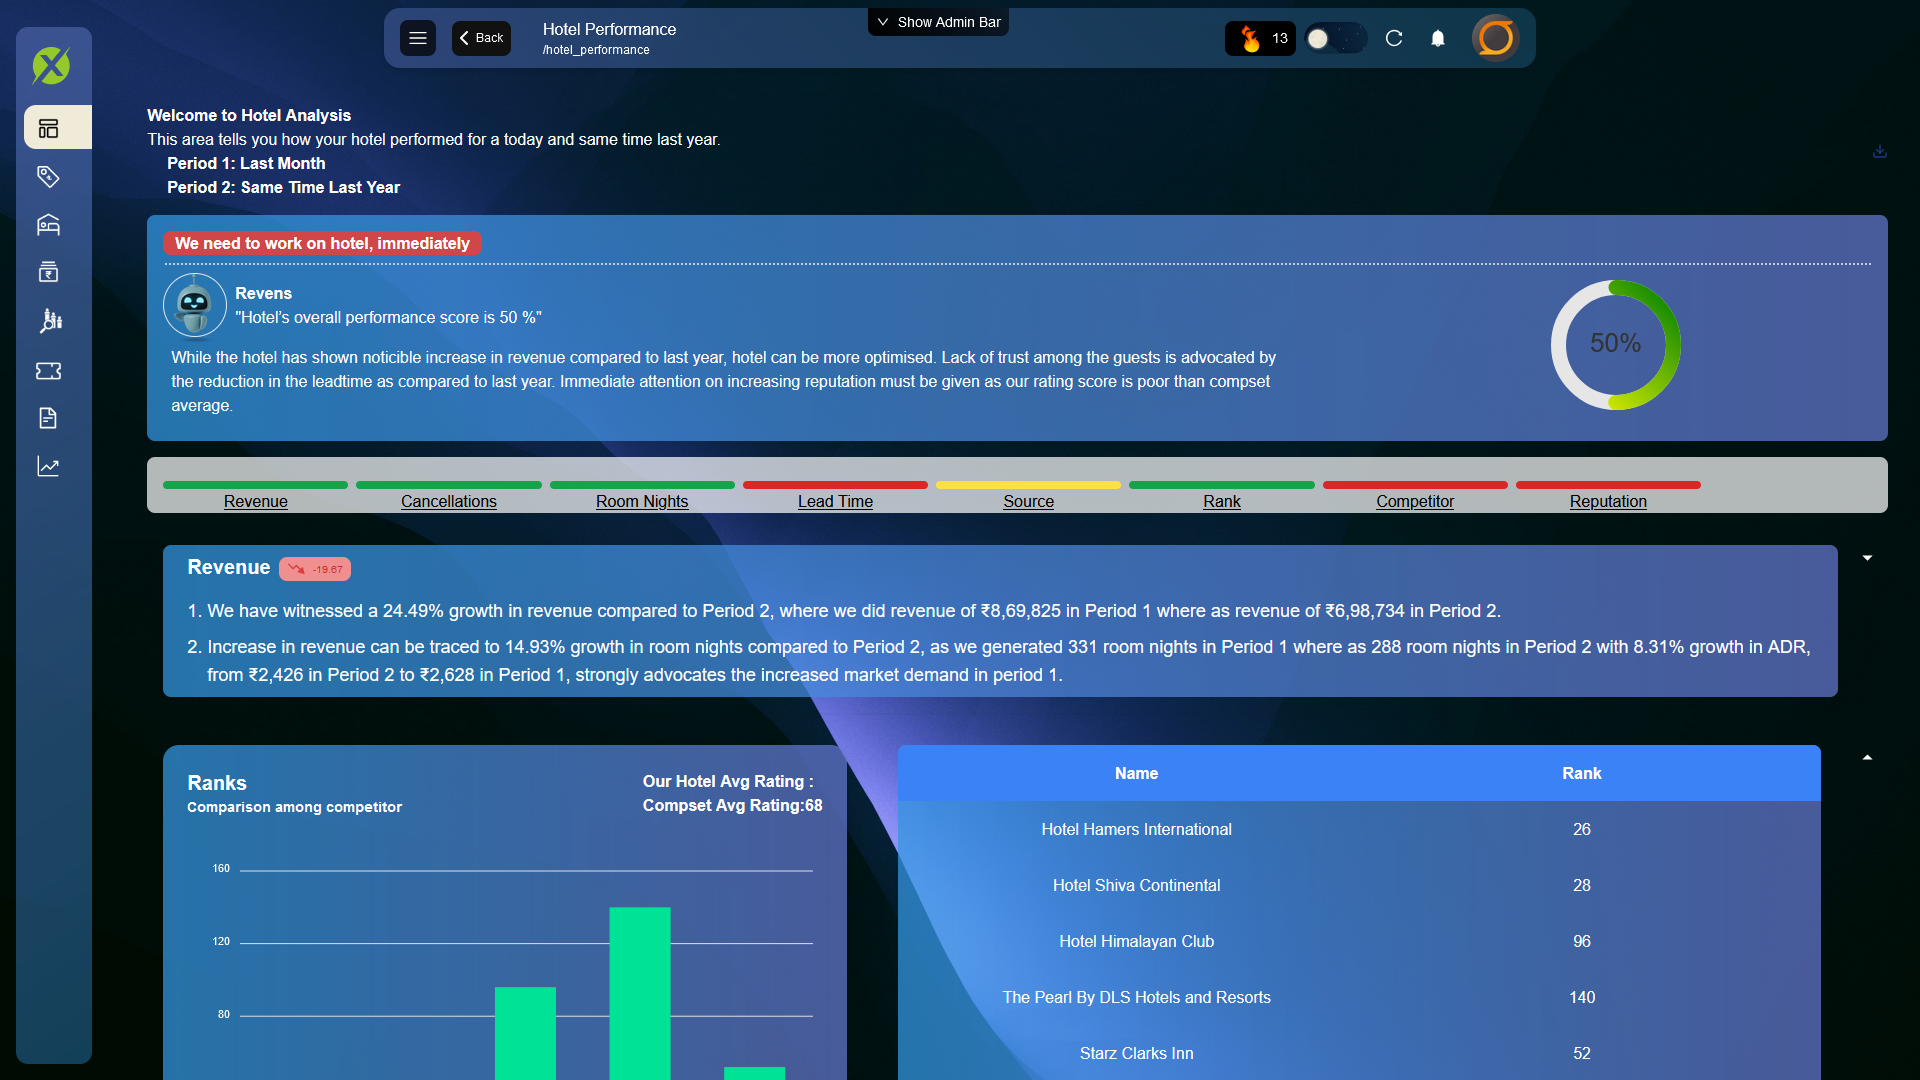 Show Admin Bar
Back
Hotel Performance
/hotel_performance
13
Welcome to Hotel Analysis
This area tells you how your hotel performed for a today and same time last year.
Period 1: Last Month
Period 2: Same Time Last Year
We need to work on hotel, immediately
Revens
"Hotel's overall performance score is 50 %"
While the hotel has shown noticible increase in revenue compared to last year, hotel can be more optimised. Lack of trust among the guests is advocated by
the reduction in the leadtime as compared to last year. Immediate attention on increasing reputation must be given as our rating score is poor than compset
average.
50%
Revenue Cancellations Room Nights Lead Time Source Rank Competitor Reputation
Revenue -19.67
1. We have witnessed a 24.49% growth in revenue compared to Period 2, where we did revenue of ₹8,69,825 in Period 1 where as revenue of ₹6,98,734 in Period 2.
2. Increase in revenue can be traced to 14.93% growth in room nights compared to Period 2, as we generated 331 room nights in Period 1 where as 288 room nights in Period 2 with 8.31% growth in ADR,
from ₹2,426 in Period 2 to ₹2,628 in Period 1, strongly advocates the increased market demand in period 1.
Ranks
Comparison among competitor
Our Hotel Avg Rating :
Compset Avg Rating:68
160
120
80
Name Rank
Hotel Hamers International 26
Hotel Shiva Continental 28
Hotel Himalayan Club 96
The Pearl By DLS Hotels and Resorts 140
Starz Clarks Inn 52